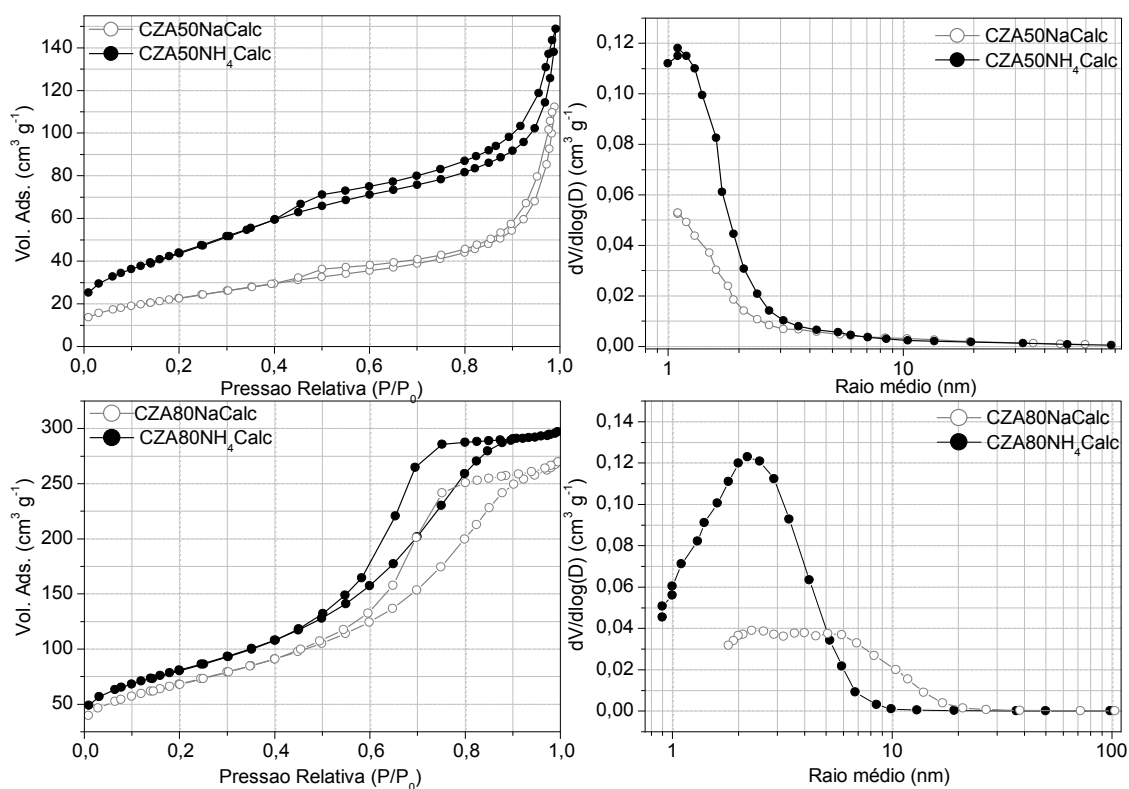 CZA50NaCalc
CZA50NH₄Calc
Vol. Ads. (cm³ g⁻¹)
140
120
100
80
60
40
20
0
0,0 0,2 0,4 0,6 0,8 1,0
Pressao Relativa (P/P₀)
CZA50NaCalc
CZA50NH₄Calc
dV/dlog(D) (cm³ g⁻¹)
0,12
0,10
0,08
0,06
0,04
0,02
0,00
1 10
Raio médio (nm)
CZA80NaCalc
CZA80NH₄Calc
Vol. Ads. (cm³ g⁻¹)
300
250
200
150
100
50
0,0 0,2 0,4 0,6 0,8 1,0
Pressao Relativa (P/P₀)
CZA80NaCalc
CZA80NH₄Calc
dV/dlog(D) (cm³ g⁻¹)
0,14
0,12
0,10
0,08
0,06
0,04
0,02
0,00
1 10 100
Raio médio (nm)